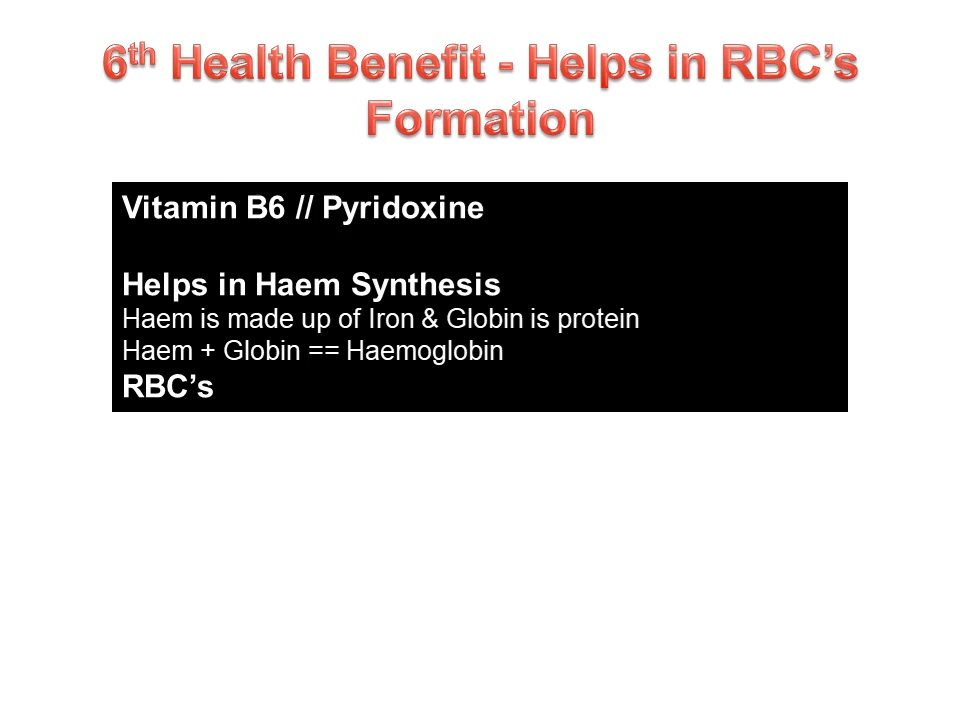 6th Health Benefit - Helps in RBC’s
Formation
Vitamin B6 // Pyridoxine
Helps in Haem Synthesis
Haem is made up of Iron & Globin is protein
Haem + Globin == Haemoglobin
RBC’s